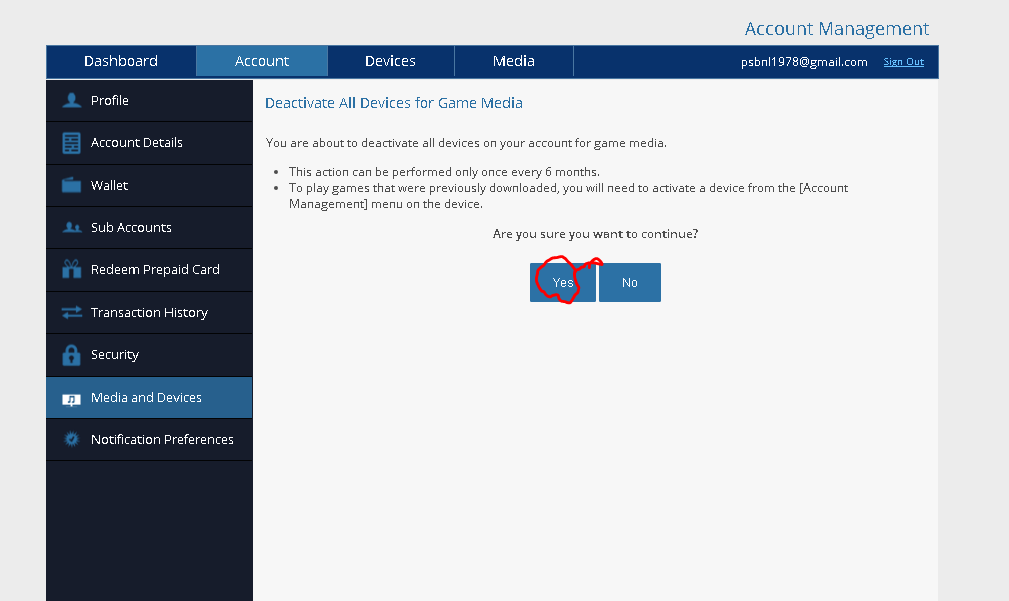 Account Management
Dashboard Account Devices Media psbnl1978@gmail.com Sign Out
Profile
Account Details
Wallet
Sub Accounts
Redeem Prepaid Card
Transaction History
Security
Media and Devices
Notification Preferences
Deactivate All Devices for Game Media
You are about to deactivate all devices on your account for game media.
• This action can be performed only once every 6 months.
• To play games that were previously downloaded, you will need to activate a device from the [Account
Management] menu on the device.
Are you sure you want to continue?
Yes No